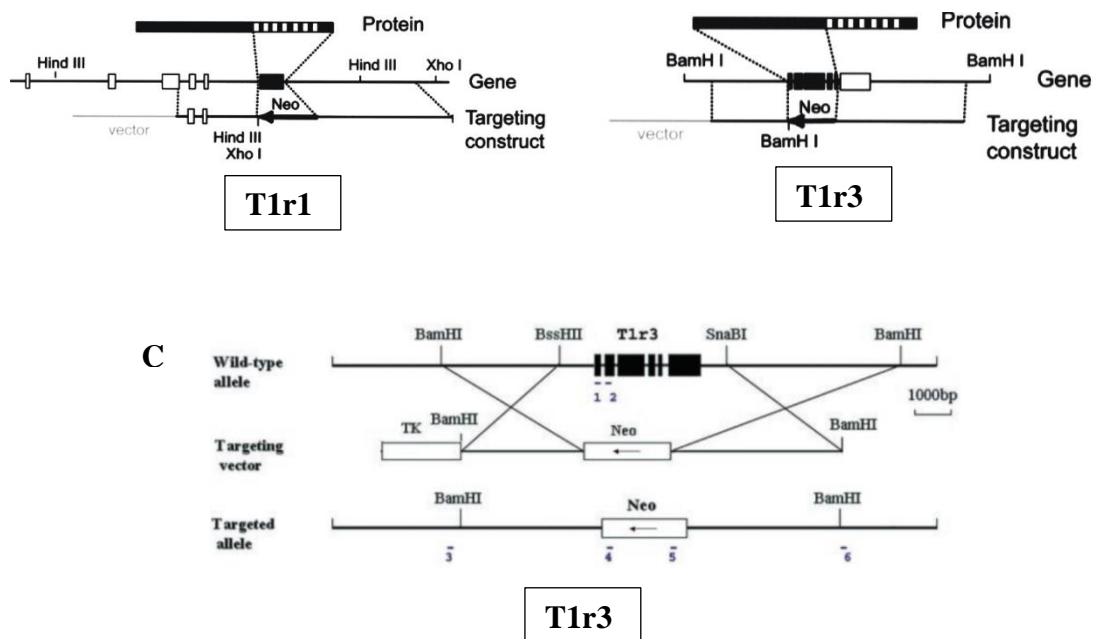 Protein
Hind III Hind III Xho I
Gene
Neo
vector
Targeting
construct
Hind III
Xho I
T1r1
Protein
BamH I BamH I
Gene
Neo
vector
Targeting
construct
BamH I
T1r3
C
BamHI BssHII T1r3 SnaBI BamHI
Wild-type
allele
1 2
1000bp
TK BamHI Neo BamHI
Targeting
vector
BamHI Neo BamHI
Targeted
allele
3 4 5 6
T1r3